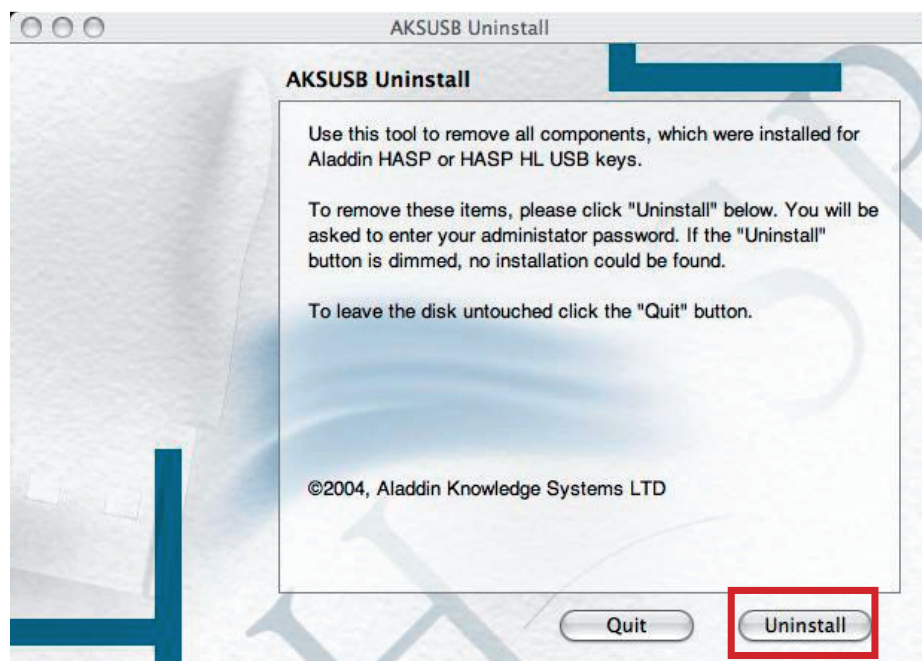 AKSUSB Uninstall
AKSUSB Uninstall
Use this tool to remove all components, which were installed for
Aladdin HASP or HASP HL USB keys.
To remove these items, please click "Uninstall" below. You will be
asked to enter your administator password. If the "Uninstall"
button is dimmed, no installation could be found.
To leave the disk untouched click the "Quit" button.
©2004, Aladdin Knowledge Systems LTD
Quit
Uninstall